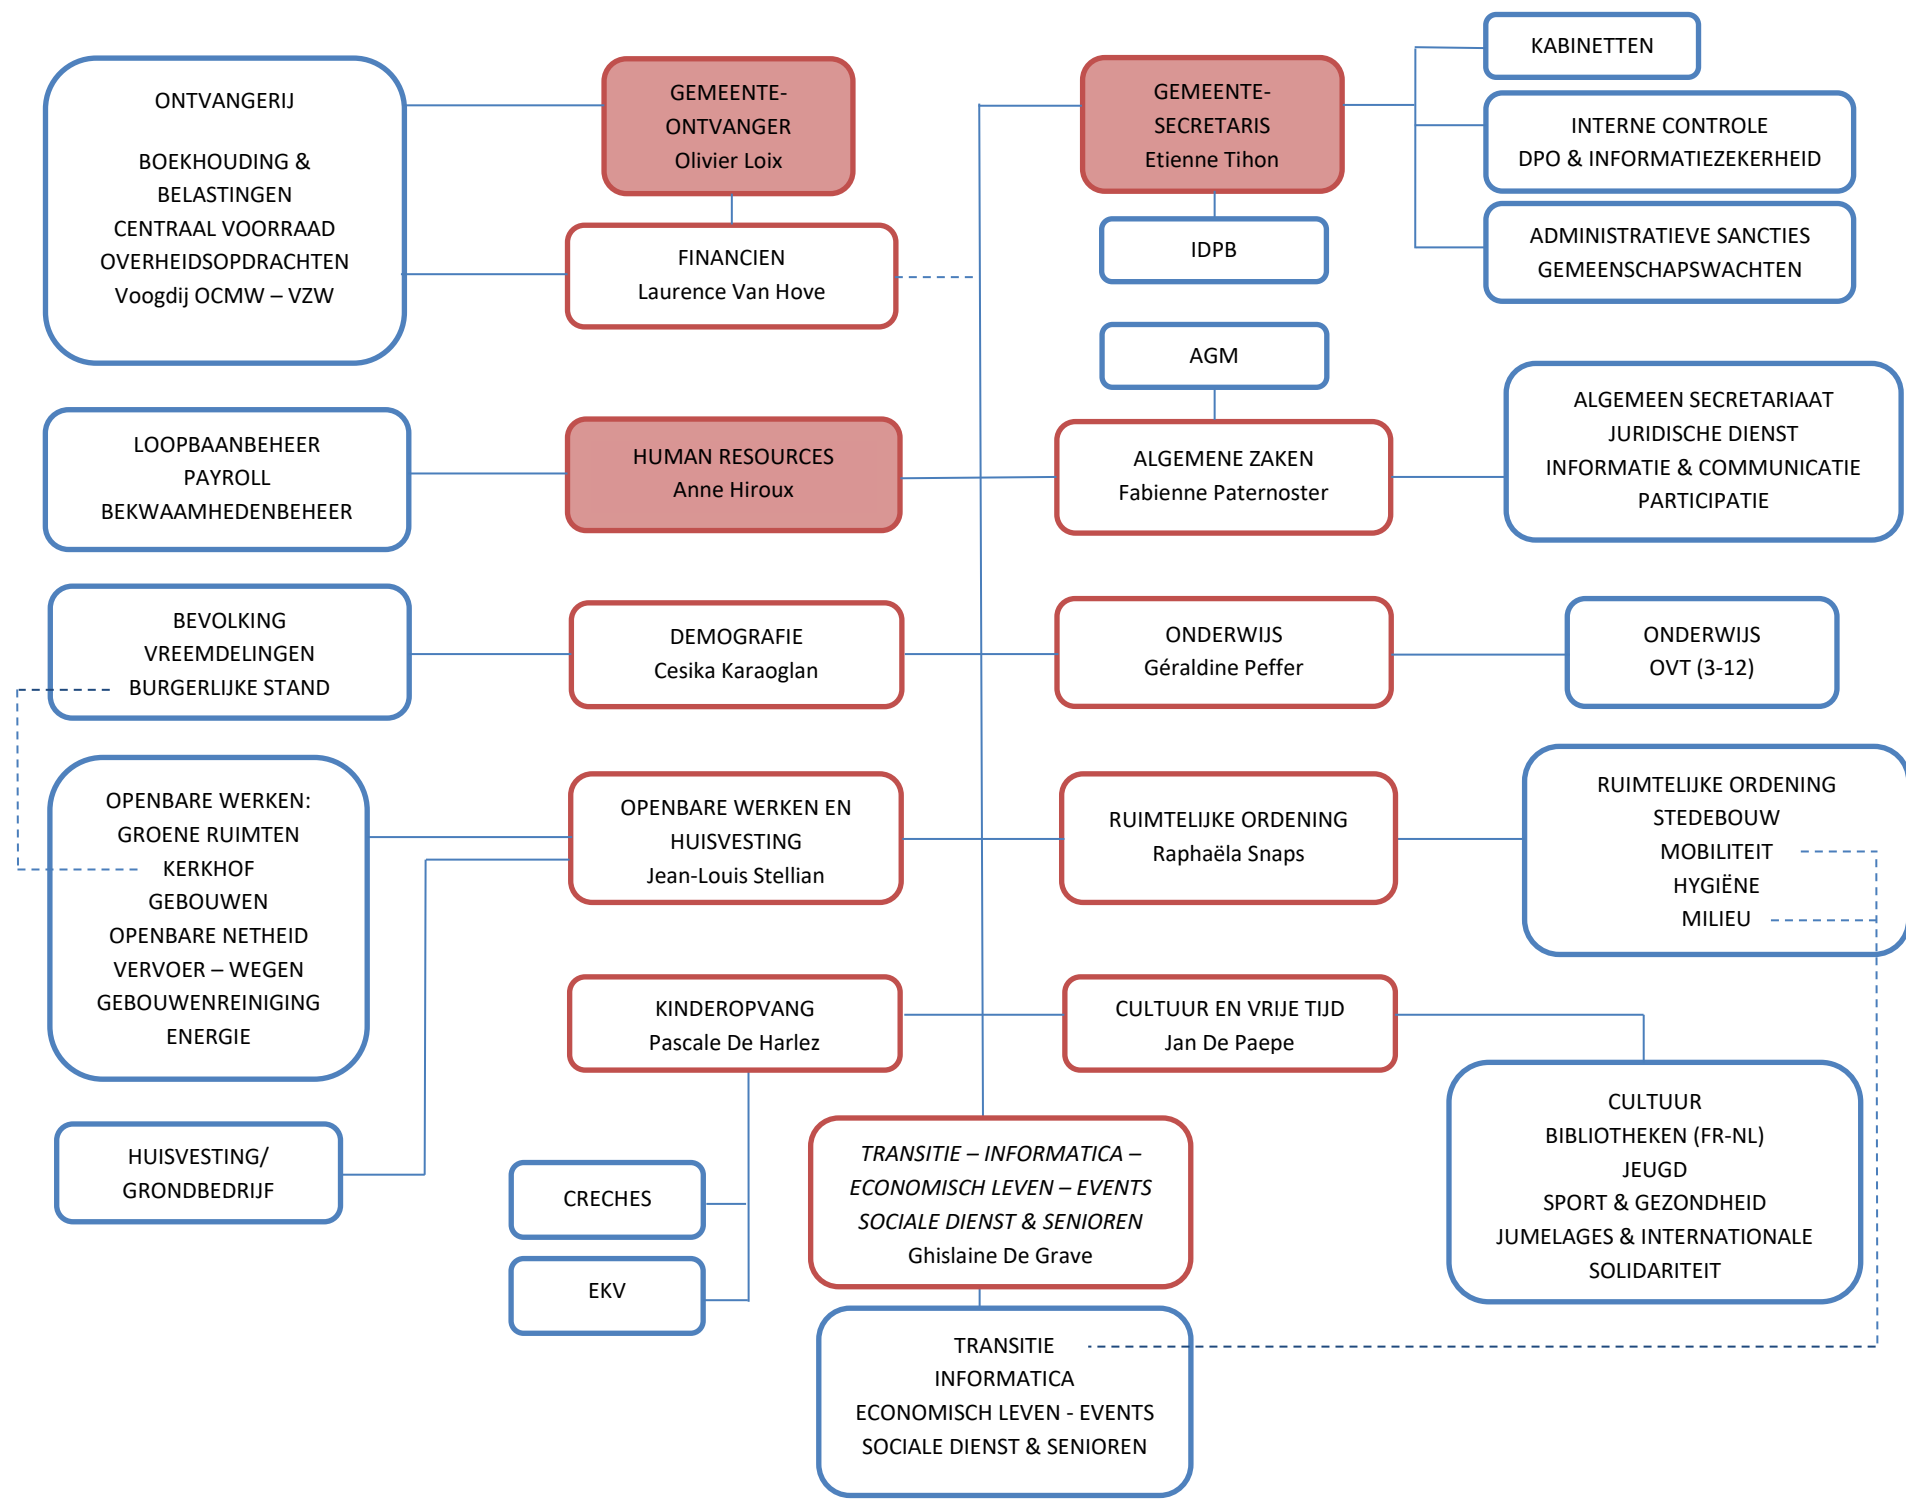 KABINETTEN
ONTVANGERIJ
BOEKHOUDING &
BELASTINGEN
CENTRAAL VOORRAAD
OVERHEIDSOPDRACHTEN
Voogdij OCMW – VZW
GEMEENTE-
ONTVANGER
Olivier Loix
GEMEENTE-
SECRETARIS
Etienne Tihon
INTERNE CONTROLE
DPO & INFORMATIEZEKERHEID
FINANCIEN
Laurence Van Hove
IDPB
ADMINISTRATIEVE SANCTIES
GEMEENSCHAPSWACHTEN
AGM
LOOPBAANBEHEER
PAYROLL
BEKWAAMHEDENBEHEER
HUMAN RESOURCES
Anne Hiroux
ALGEMENE ZAKEN
Fabienne Paternoster
ALGEMEEN SECRETARIAAT
JURIDISCHE DIENST
INFORMATIE & COMMUNICATIE
PARTICIPATIE
BEVOLKING
VREEMDELINGEN
BURGERLIJKE STAND
DEMOGRAFIE
Cesika Karaoglan
ONDERWIJS
Géraldine Peffer
ONDERWIJS
OVT (3-12)
OPENBARE WERKEN:
GROENE RUIMTEN
KERKHOF
GEBOUWEN
OPENBARE NETHEID
VERVOER – WEGEN
GEBOUWENREINIGING
ENERGIE
OPENBARE WERKEN EN
HUISVESTING
Jean-Louis Stellian
RUIMTELIJKE ORDENING
Raphaëla Snaps
RUIMTELIJKE ORDENING
STEDEBOUW
MOBILITEIT
HYGIËNE
MILIEU
KINDEROPVANG
Pascale De Harlez
CULTUUR EN VRIJE TIJD
Jan De Paepe
HUISVESTING/
GRONDBEDRIJF
CRECHES
EKV
TRANSITIE – INFORMATICA –
ECONOMISCH LEVEN – EVENTS
SOCIALE DIENST & SENIOREN
Ghislaine De Grave
CULTUUR
BIBLIOTHEKEN (FR-NL)
JEUGD
SPORT & GEZONDHEID
JUMELAGES & INTERNATIONALE
SOLIDARITEIT
TRANSITIE
INFORMATICA
ECONOMISCH LEVEN - EVENTS
SOCIALE DIENST & SENIOREN